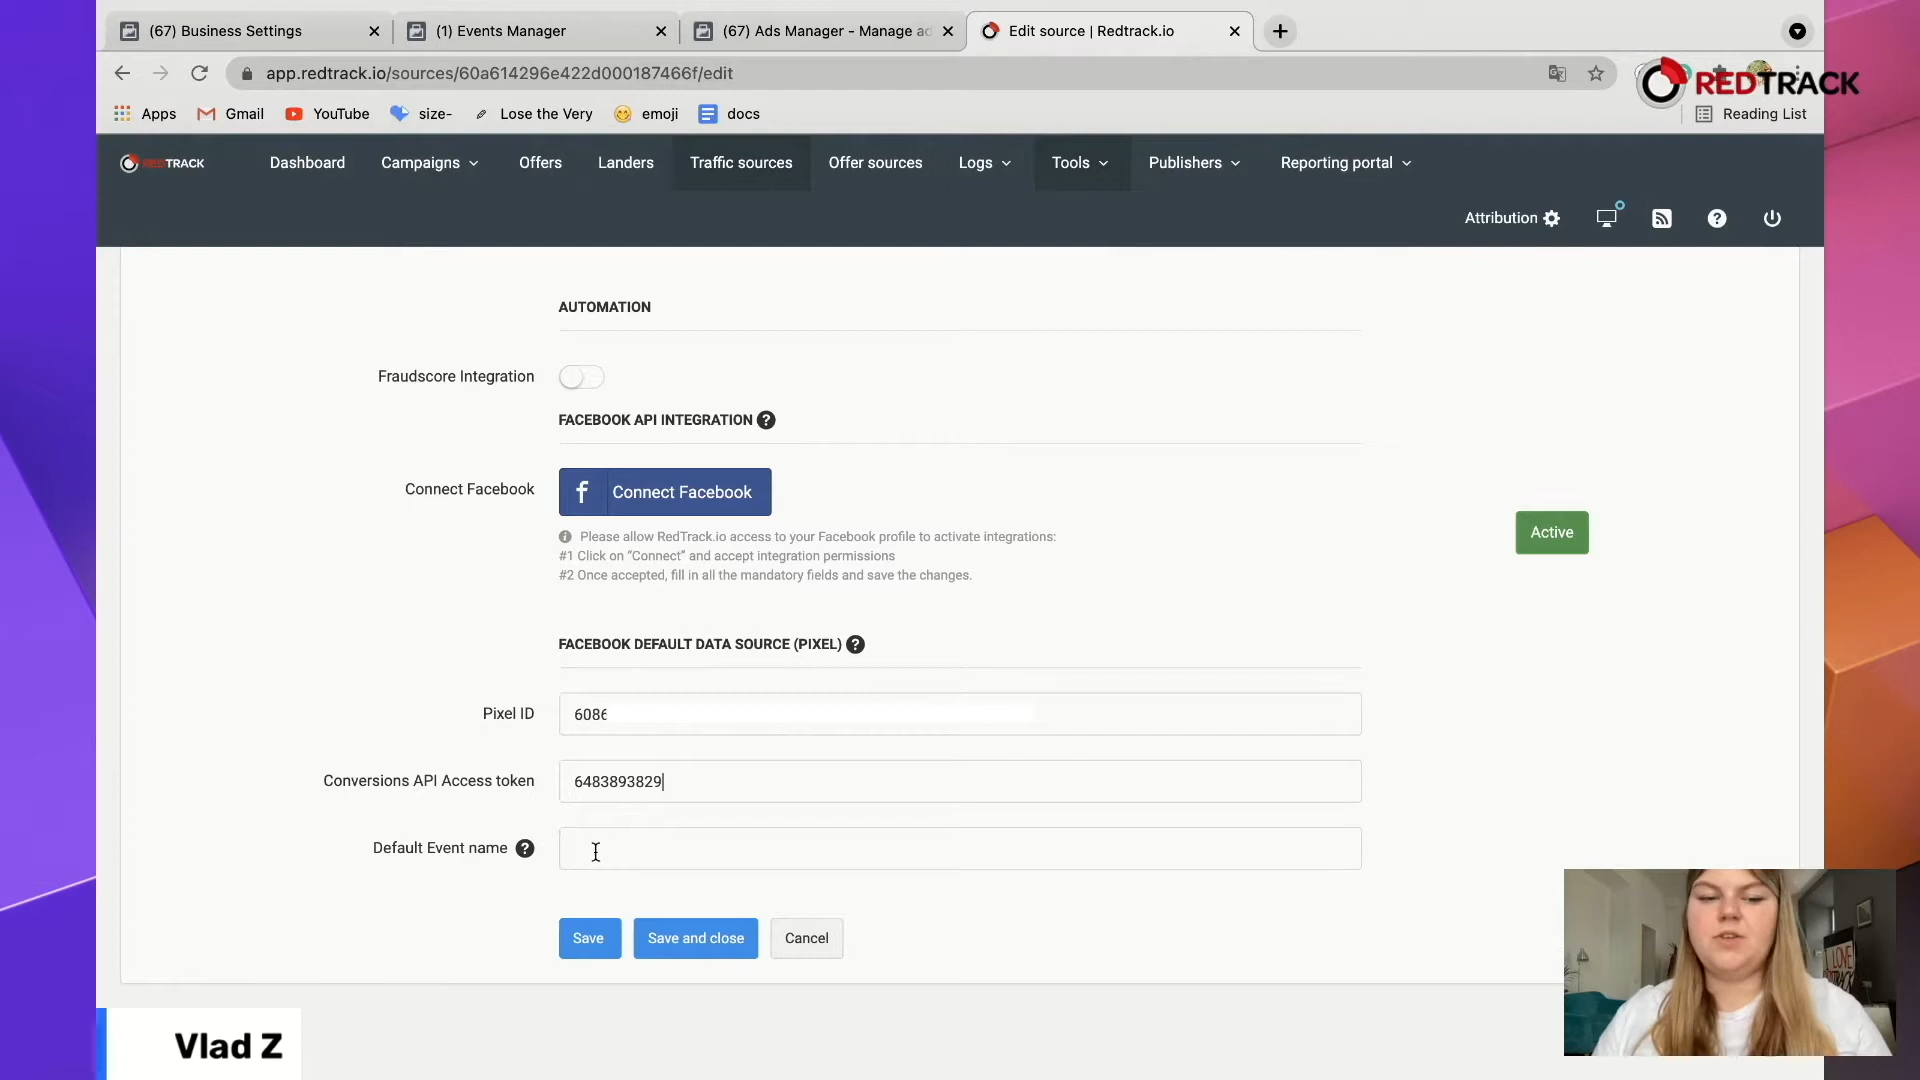 (67) Business Settings
(1) Events Manager
(67) Ads Manager - Manage ad
Edit source | Redtrack.io
app.redtrack.io/sources/60a614296e422d000187466f/edit
REDTRACK
Apps
Gmail
YouTube
size-
Lose the Very
emoji
docs
Reading List
REDTRACK
Dashboard
Campaigns
Offers
Landers
Traffic sources
Offer sources
Logs
Tools
Publishers
Reporting portal
Attribution
AUTOMATION
Fraudscore Integration
FACEBOOK API INTEGRATION ?
Connect Facebook
f Connect Facebook
Please allow RedTrack.io access to your Facebook profile to activate integrations:
#1 Click on “Connect” and accept integration permissions
#2 Once accepted, fill in all the mandatory fields and save the changes.
Active
FACEBOOK DEFAULT DATA SOURCE (PIXEL) ?
Pixel ID
6086
Conversions API Access token
6483893829
Default Event name ?
Save
Save and close
Cancel
I LOVE
Vlad Z